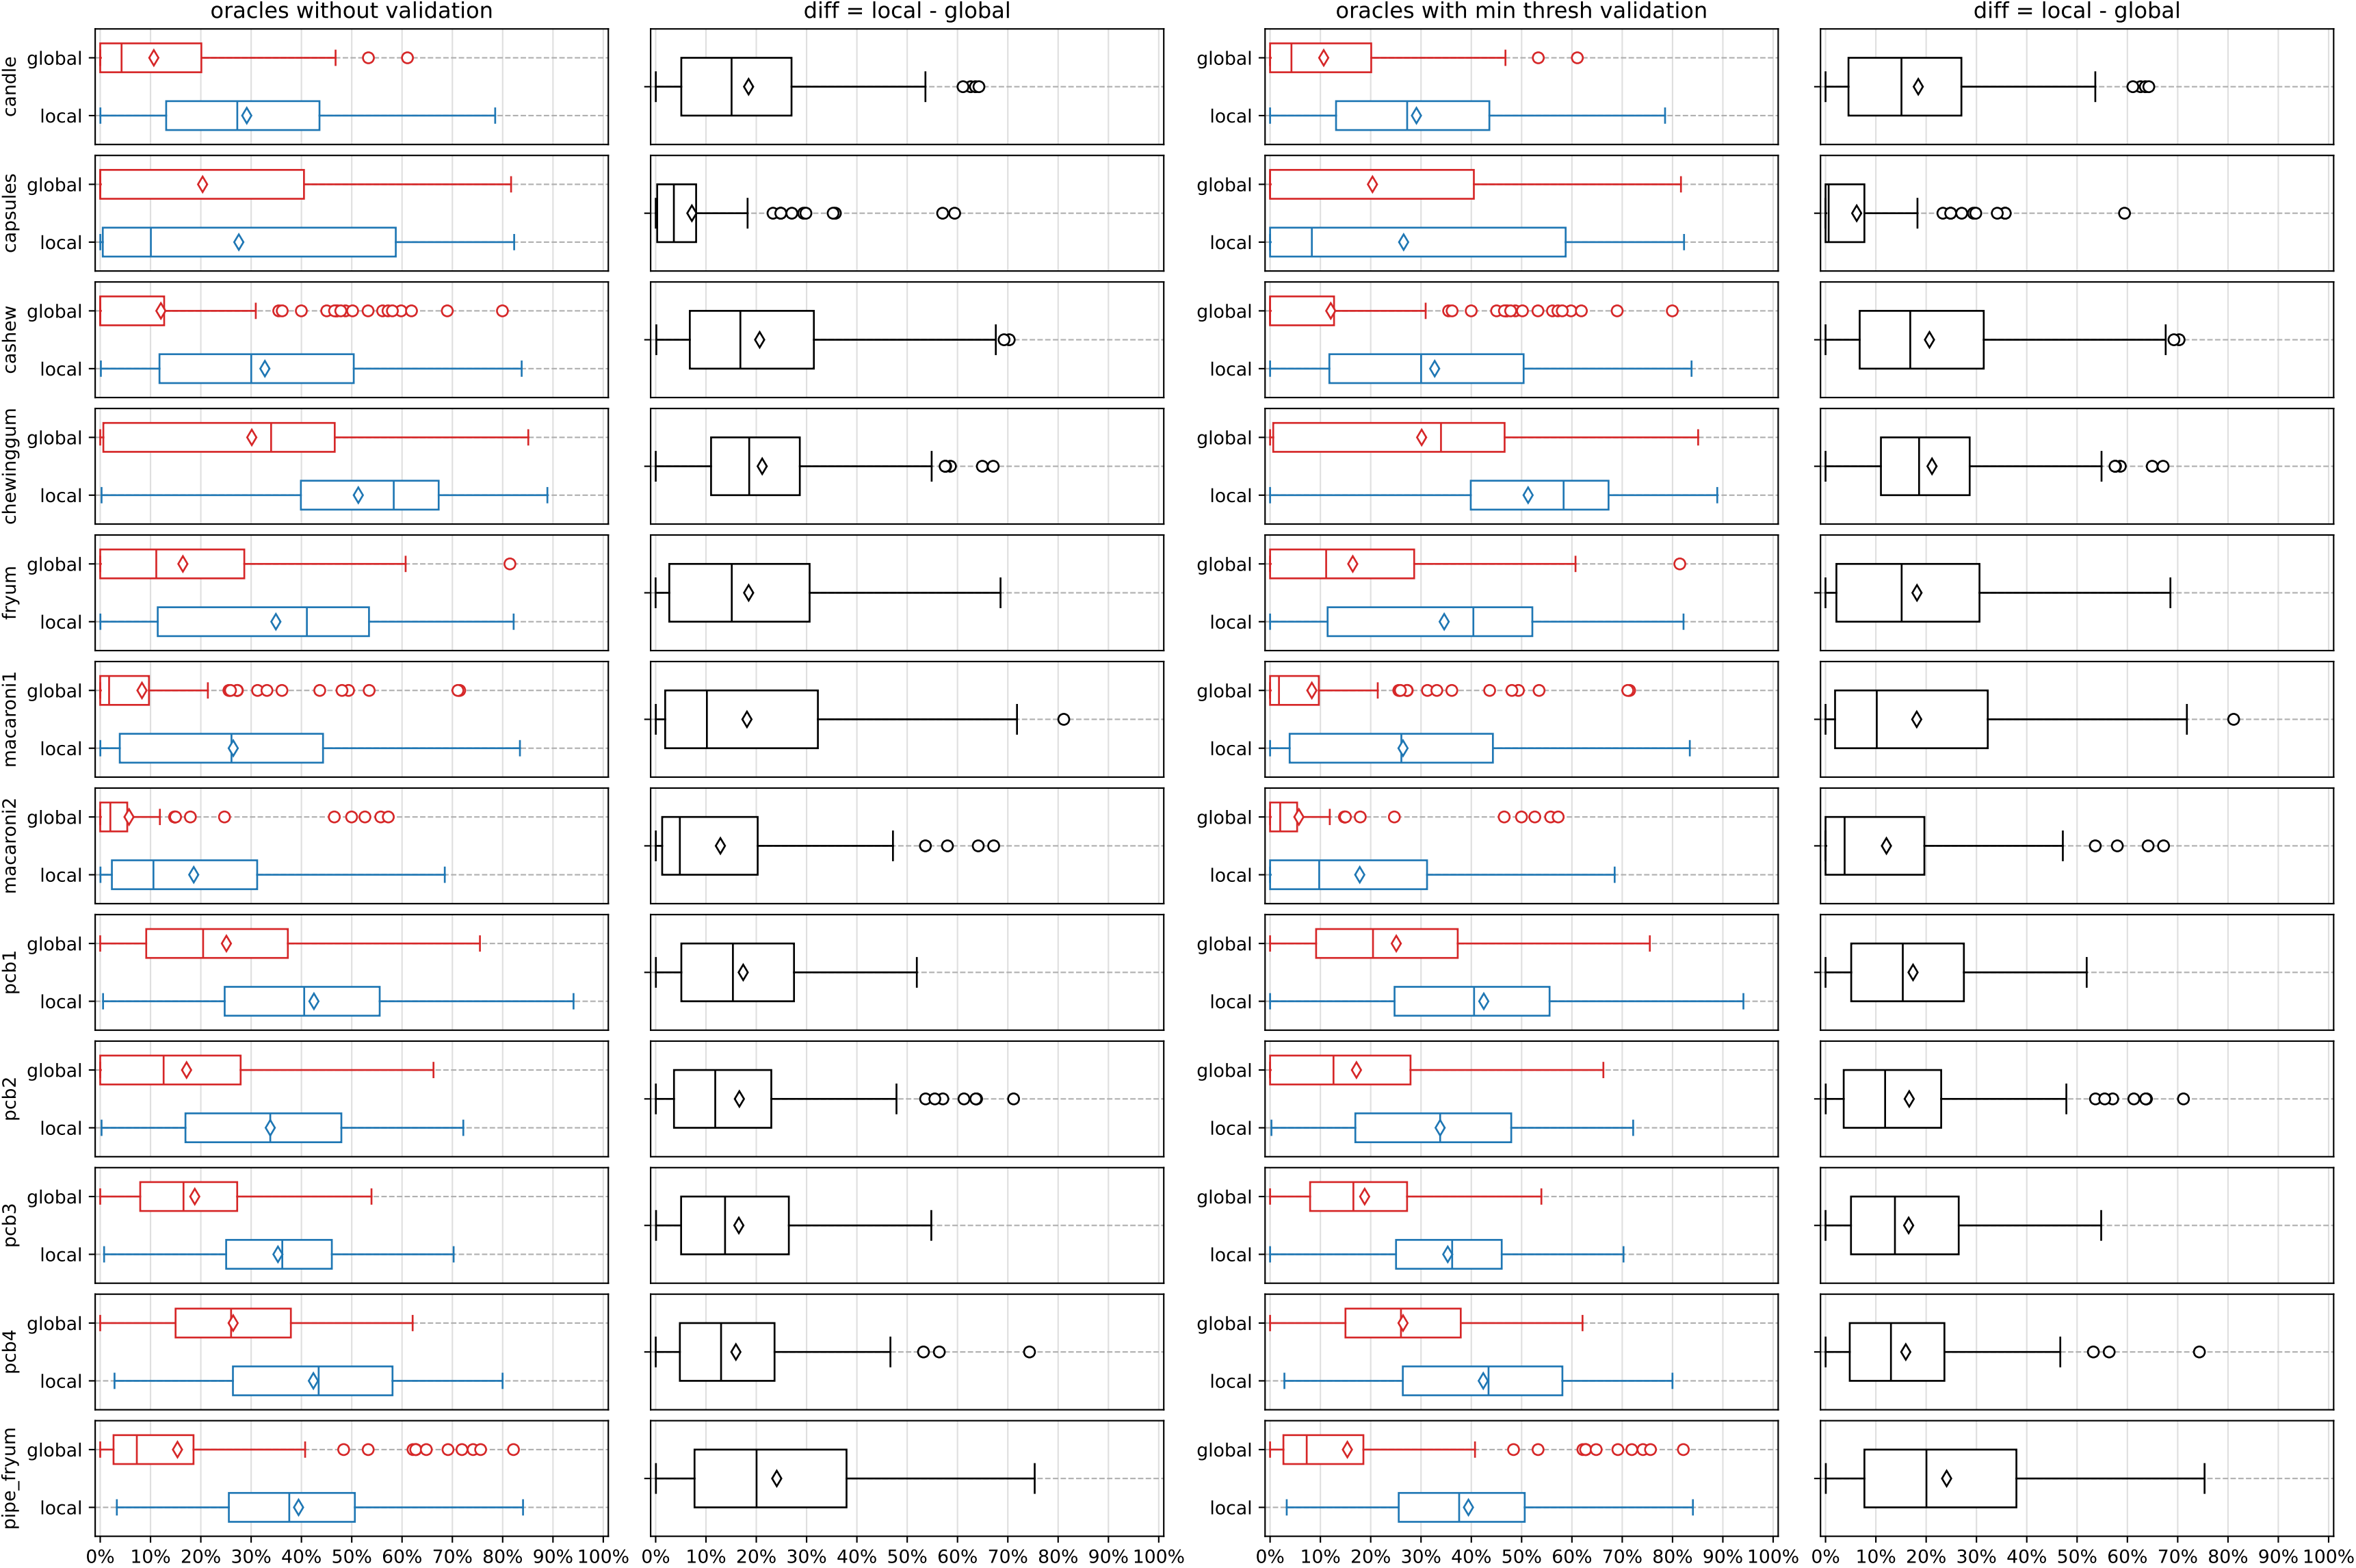 oracles without validation diff = local - global oracles with min thresh validation diff = local - global
candle global local global local
capsules global local global local
cashew global local global local
chewinggum global local global local
fryum global local global local
macaroni1 global local global local
macaroni2 global local global local
pcb1 global local global local
pcb2 global local global local
pcb3 global local global local
pcb4 global local global local
pipe_fryum global local global local
0% 10% 20% 30% 40% 50% 60% 70% 80% 90% 100% 0% 10% 20% 30% 40% 50% 60% 70% 80% 90% 100% 0% 10% 20% 30% 40% 50% 60% 70% 80% 90% 100% 0% 10% 20% 30% 40% 50% 60% 70% 80% 90% 100%